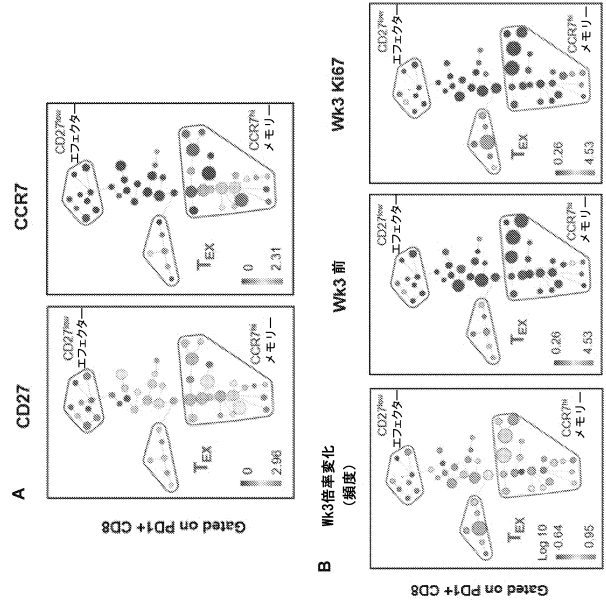 A
CD27
CCR7
Gated on PD1+ CD8
CD27low
エフェクター
TEX
CCR7hi
メモリー
0
2.96
CD27low
エフェクター
TEX
CCR7hi
メモリー
0
2.31
B
Wk3倍率変化
(頻度)
Wk3 前
Wk3 Ki67
Gated on PD1+ CD8
CD27low
エフェクター
TEX
Log 10
-0.64
0.95
CCR7hi
メモリー
CD27low
エフェクター
TEX
0.26
4.53
CCR7hi
メモリー
CD27low
エフェクター
TEX
0.26
4.53
CCR7hi
メモリー